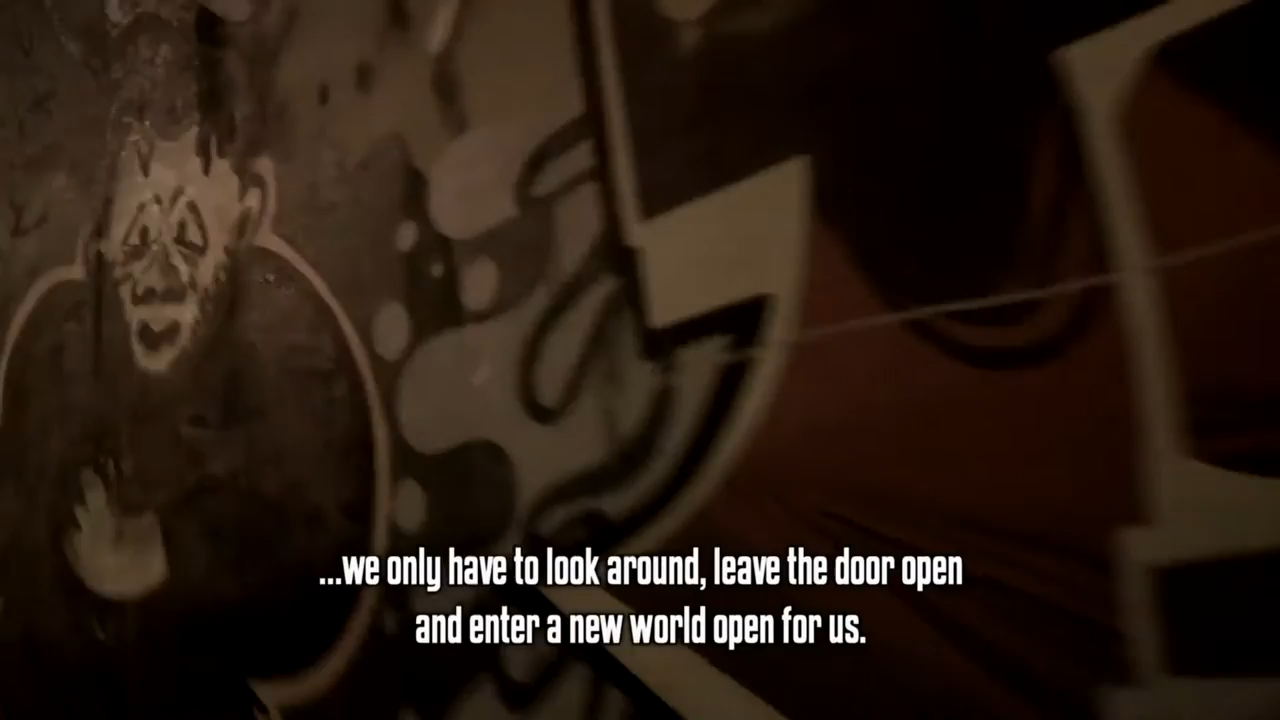 ...we only have to look around, leave the door open
and enter a new world open for us.